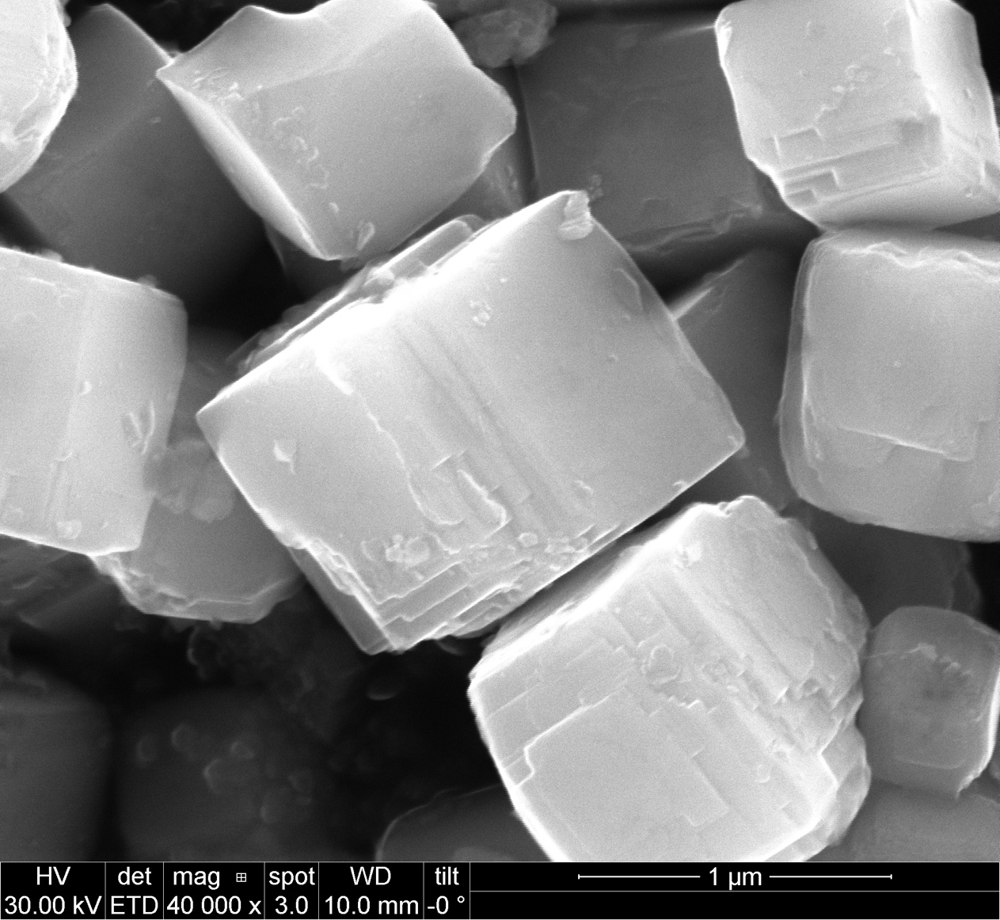 HV det mag ⊞ spot WD tilt 1 µm
30.00 kV ETD 40 000 x 3.0 10.0 mm -0 °